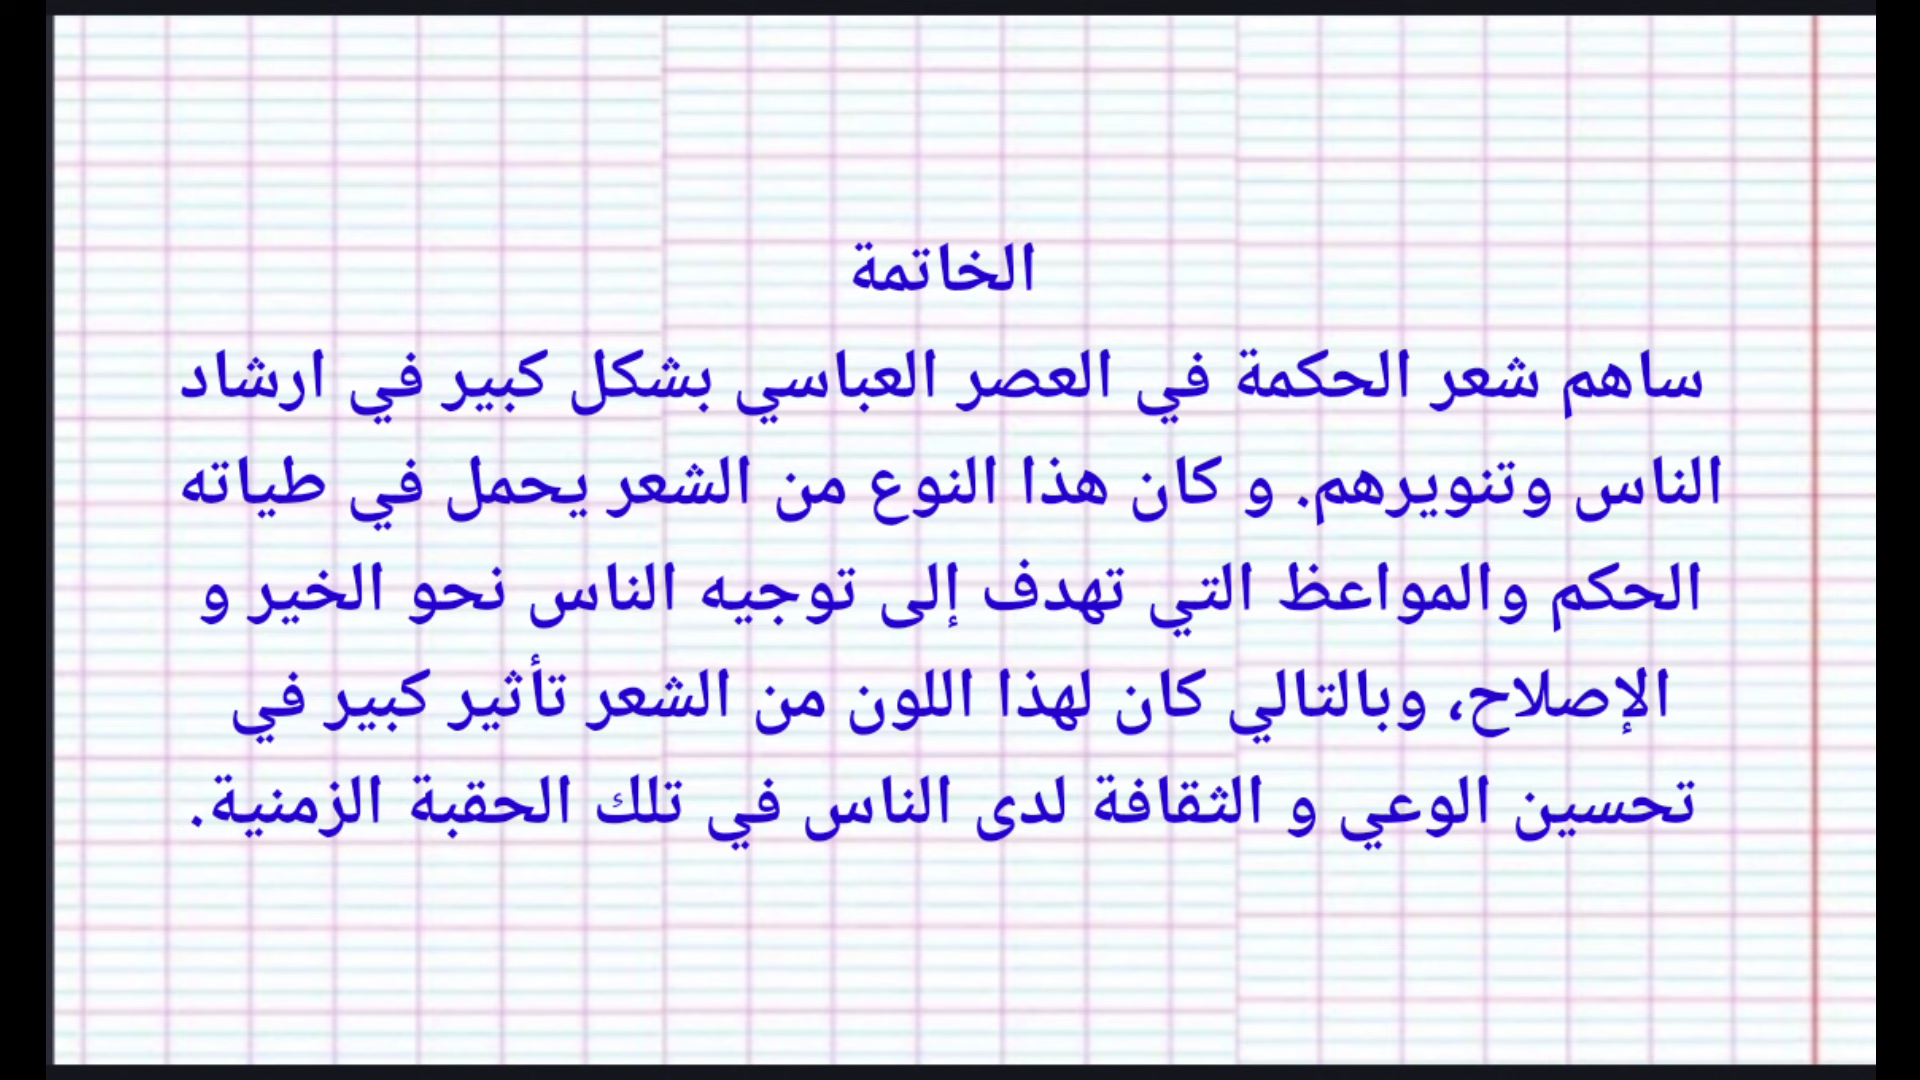 الخاتمة
ساهم شعر الحكمة في العصر العباسي بشكل كبير في ارشاد
الناس وتنويرهم. و كان هذا النوع من الشعر يحمل في طياته
الحكم والمواعظ التي تهدف إلى توجيه الناس نحو الخير و
الإصلاح، وبالتالي كان لهذا اللون من الشعر تأثير كبير في
تحسين الوعي و الثقافة لدى الناس في تلك الحقبة الزمنية.